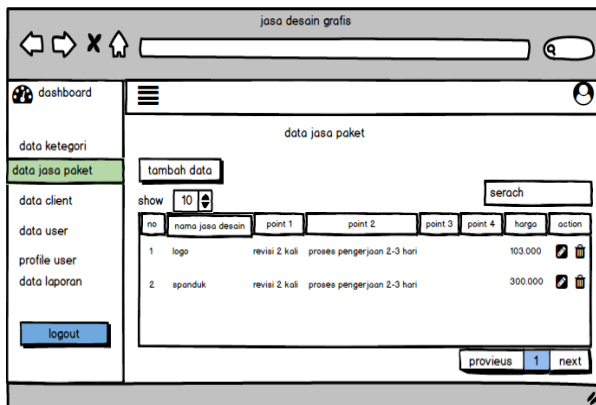 jasa desain grafis
dashboard
data ketegori
data jasa paket
data client
data user
profile user
data laporan
logout
data jasa paket
tambah data
show 10
serach
no nama jasa desain point 1 point 2 point 3 point 4 harga action
1 logo revisi 2 kali proses pengerjaan 2-3 hari 103.000
2 spanduk revisi 2 kali proses pengerjaan 2-3 hari 300.000
provieus 1 next